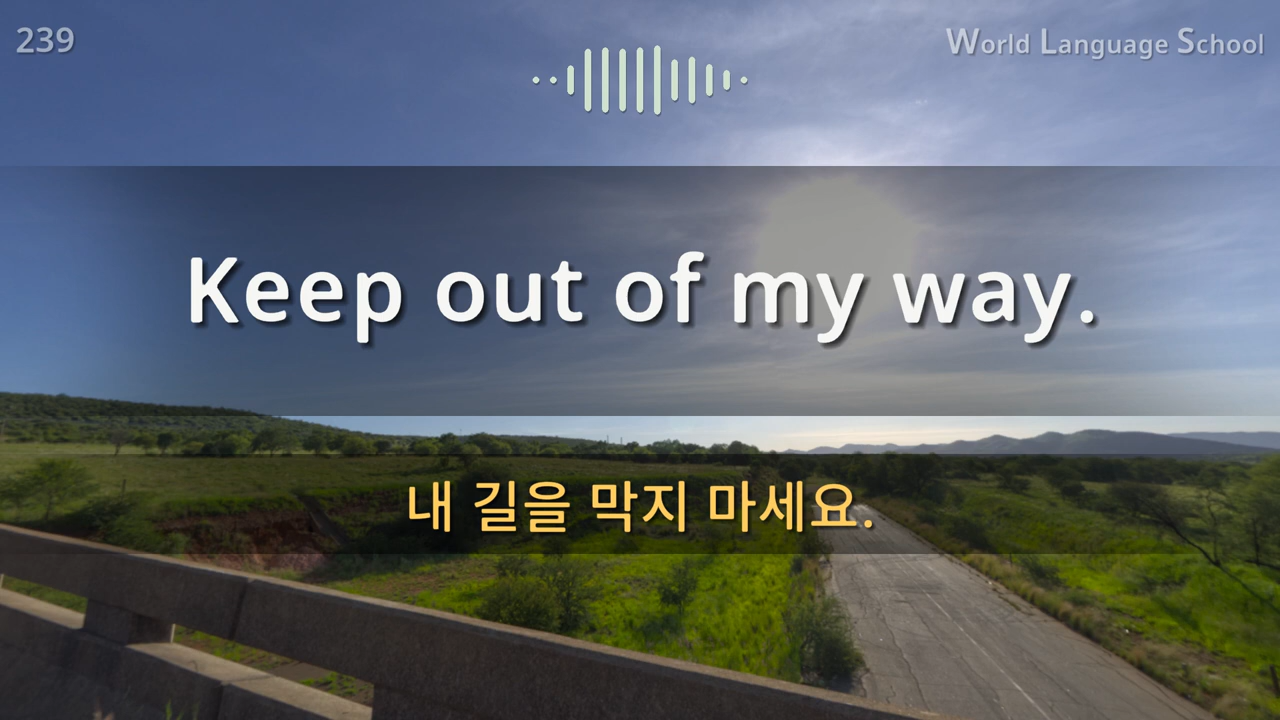 239
World Language School
Keep out of my way.
내 길을 막지 마세요.